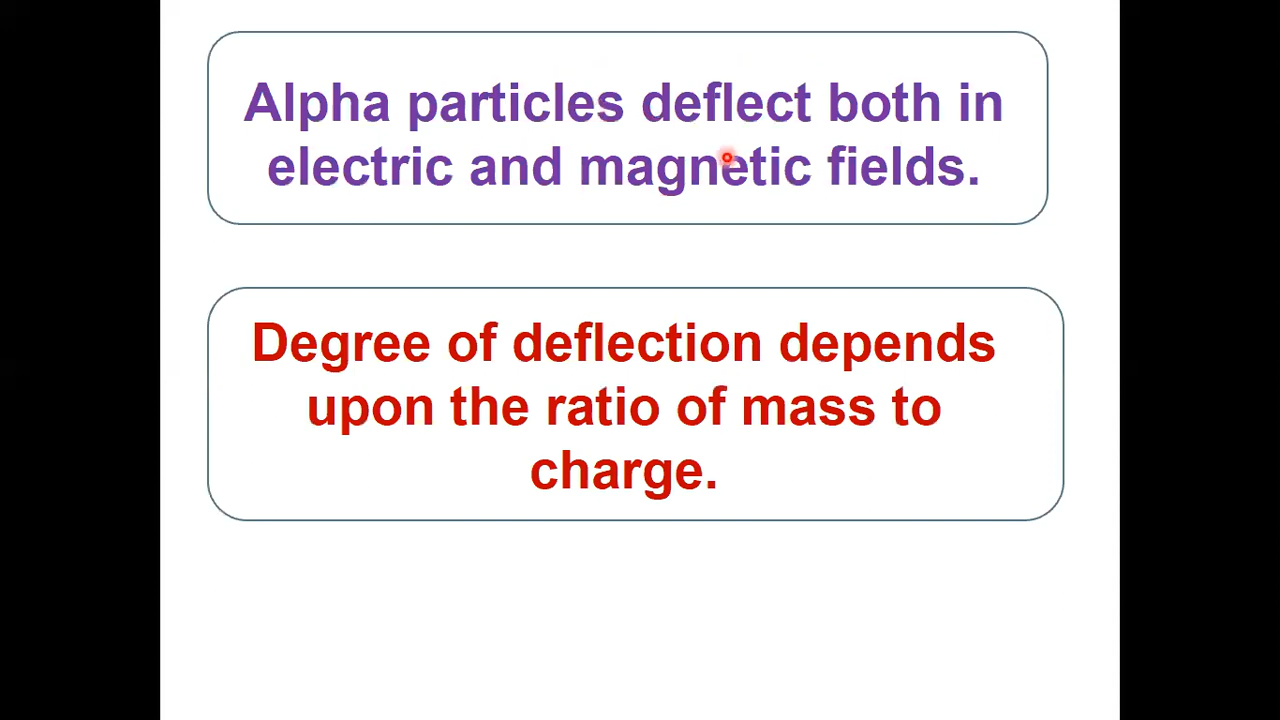 Alpha particles deflect both in
electric and magnetic fields.
Degree of deflection depends
upon the ratio of mass to
charge.